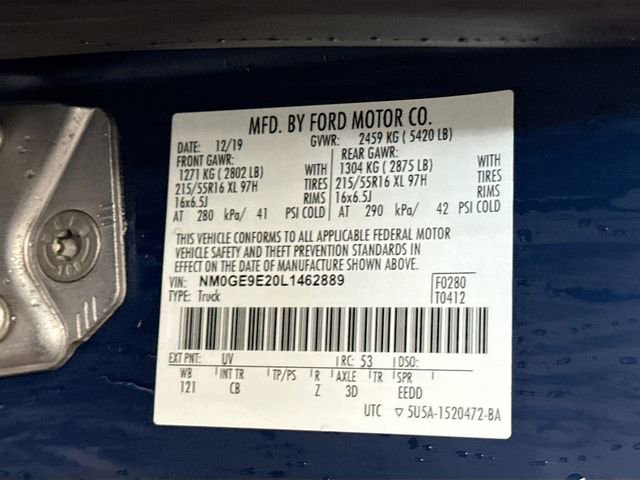 MFD. BY FORD MOTOR CO.
DATE: 12/19 GVWR: 2459 KG ( 5420 LB)
FRONT GAWR: REAR GAWR:
1271 KG ( 2802 LB) WITH 1304 KG ( 2875 LB) WITH
215/55R16 XL 97H TIRES 215/55R16 XL 97H TIRES
16x6.5J RIMS 16x6.5J RIMS
AT 280 kPa/ 41 PSI COLD AT 290 kPa/ 42 PSI COLD
THIS VEHICLE CONFORMS TO ALL APPLICABLE FEDERAL MOTOR
VEHICLE SAFETY AND THEFT PREVENTION STANDARDS IN
EFFECT ON THE DATE OF MANUFACTURE SHOWN ABOVE.
VIN: NM0GE9E20L1462889 F0280
TYPE: Truck T0412
EXT PNT: UV RC: 53 DSO:
WB INT TR TP/PS R AXLE TR SPR
121 CB Z 3D EEDD
UTC ▽ 5U5A-1520472-BA